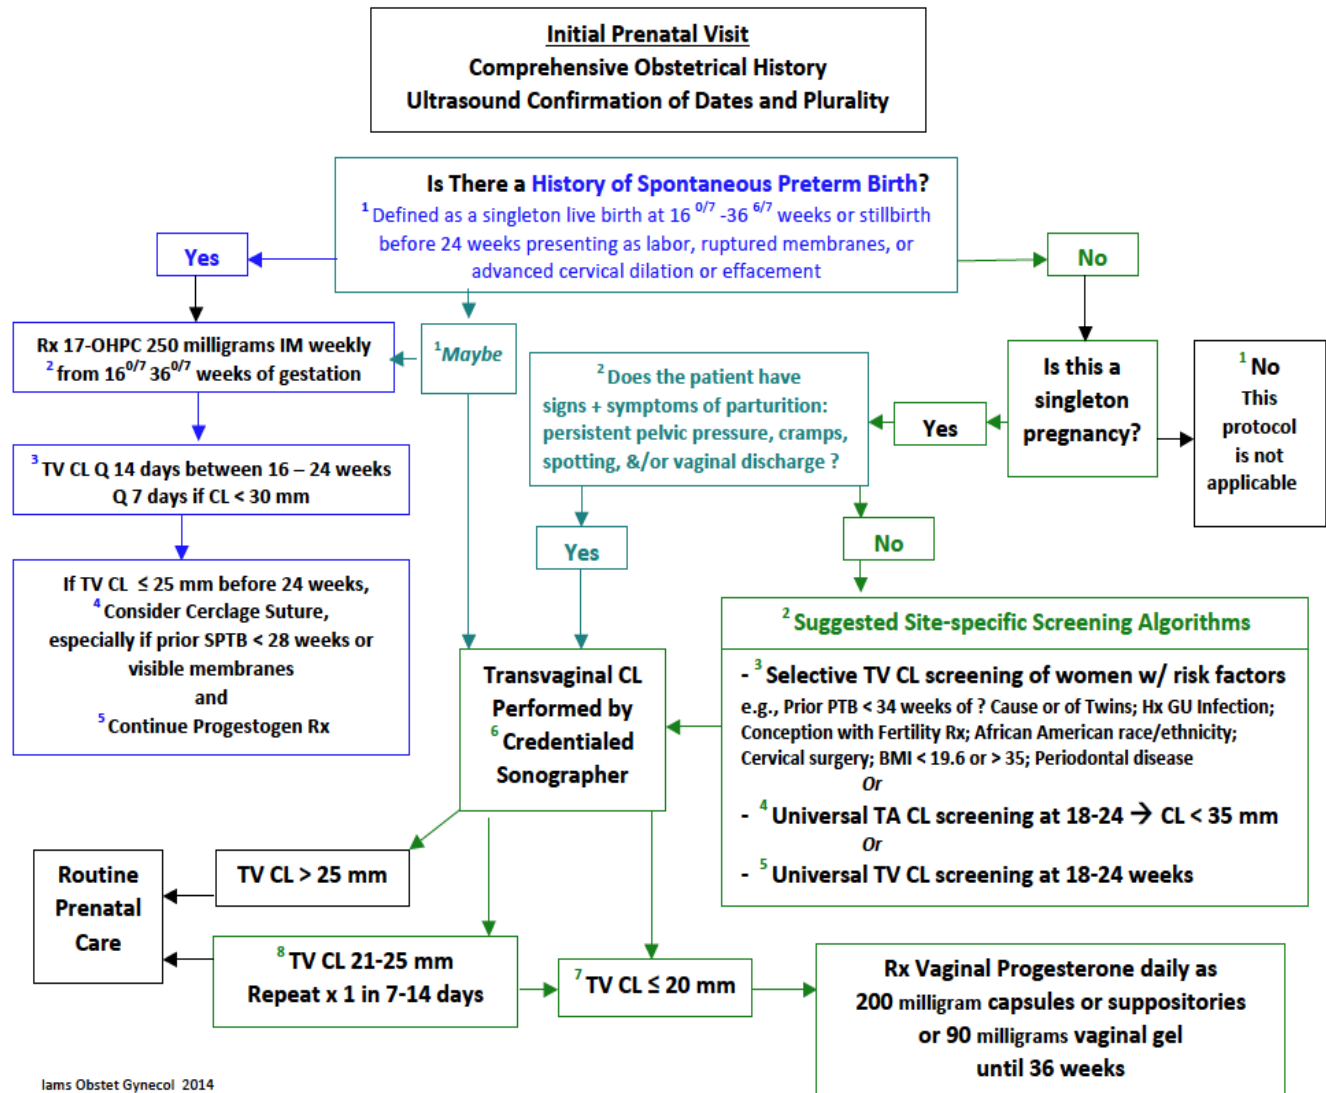 Initial Prenatal Visit
Comprehensive Obstetrical History
Ultrasound Confirmation of Dates and Plurality
Is There a History of Spontaneous Preterm Birth?
1 Defined as a singleton live birth at 16 0/7 -36 6/7 weeks or stillbirth
before 24 weeks presenting as labor, ruptured membranes, or
advanced cervical dilation or effacement
Yes
No
Rx 17-OHPC 250 milligrams IM weekly
2 from 16 0/7 36 0/7 weeks of gestation
1 Maybe
2 Does the patient have
signs + symptoms of parturition:
persistent pelvic pressure, cramps,
spotting, &/or vaginal discharge ?
Yes
Is this a
singleton
pregnancy?
1 No
This
protocol
is not
applicable
3 TV CL Q 14 days between 16 – 24 weeks
Q 7 days if CL < 30 mm
Yes
No
If TV CL ≤ 25 mm before 24 weeks,
4 Consider Cerclage Suture,
especially if prior SPTB < 28 weeks or
visible membranes
and
5 Continue Progestogen Rx
Transvaginal CL
Performed by
6 Credentialed
Sonographer
2 Suggested Site-specific Screening Algorithms
- 3 Selective TV CL screening of women w/ risk factors
e.g., Prior PTB < 34 weeks of ? Cause or of Twins; Hx GU Infection;
Conception with Fertility Rx; African American race/ethnicity;
Cervical surgery; BMI < 19.6 or > 35; Periodontal disease
Or
- 4 Universal TA CL screening at 18-24 → CL < 35 mm
Or
- 5 Universal TV CL screening at 18-24 weeks
Routine
Prenatal
Care
TV CL > 25 mm
8 TV CL 21-25 mm
Repeat x 1 in 7-14 days
7 TV CL ≤ 20 mm
Rx Vaginal Progesterone daily as
200 milligram capsules or suppositories
or 90 milligrams vaginal gel
until 36 weeks
Iams Obstet Gynecol 2014